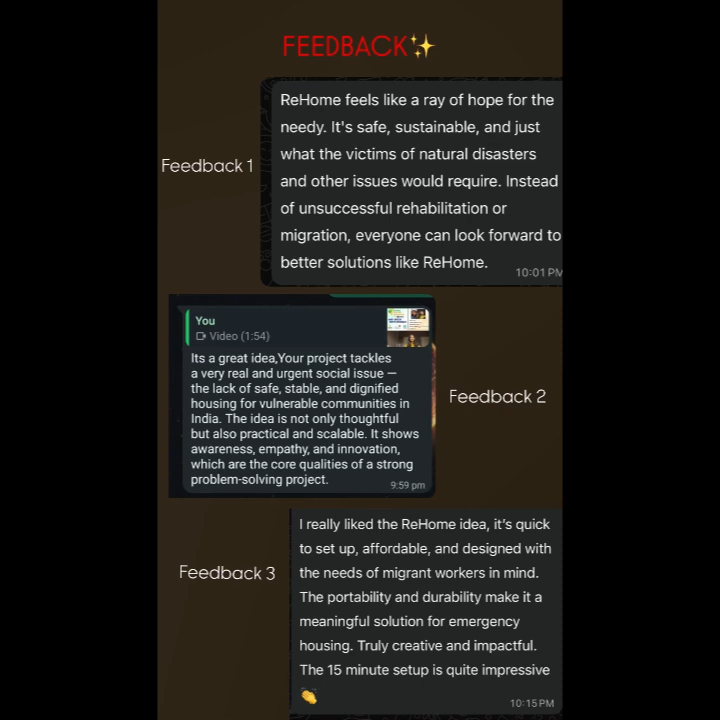 FEEDBACK✨
Feedback 1
ReHome feels like a ray of hope for the
needy. It's safe, sustainable, and just
what the victims of natural disasters
and other issues would require. Instead
of unsuccessful rehabilitation or
migration, everyone can look forward to
better solutions like ReHome.
10:01 PM
You
Video (1:54)
Its a great idea,Your project tackles
a very real and urgent social issue —
the lack of safe, stable, and dignified
housing for vulnerable communities in
India. The idea is not only thoughtful
but also practical and scalable. It shows
awareness, empathy, and innovation,
which are the core qualities of a strong
problem-solving project.
9:59 pm
Feedback 2
Feedback 3
I really liked the ReHome idea, it's quick
to set up, affordable, and designed with
the needs of migrant workers in mind.
The portability and durability make it a
meaningful solution for emergency
housing. Truly creative and impactful.
The 15 minute setup is quite impressive
👏
10:15 PM